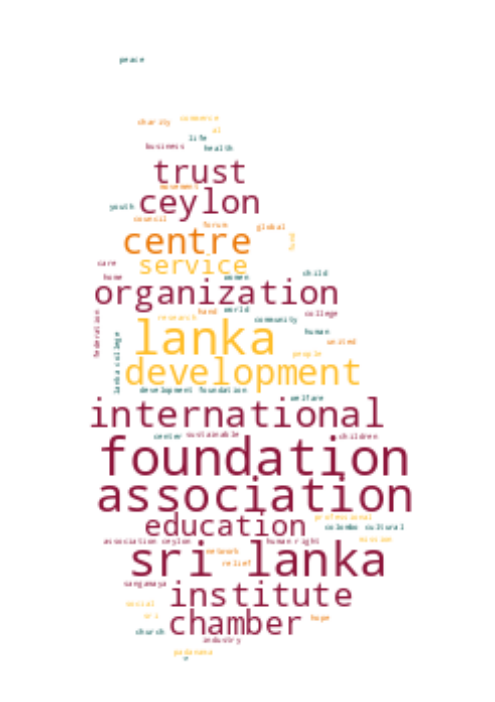 peace
charity commerce
al
life
business health
trust
movement
youth ceylon
council
forum global
centre fund
care service
home women child
organization
hand world college
research community
federation lanka human
united
people
lanka college development
development foundation
welfare
international
center sustainable children
foundation
association
professional
education colombo cultural
association ceylon human right mission
network
sri lanka
relief
sangamaya
institute
social
sri chamber hope
church
industry
padanama